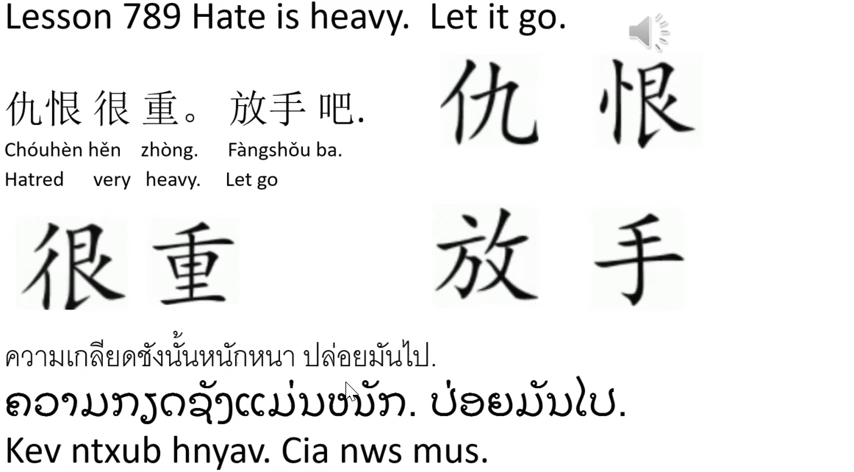 Lesson 789 Hate is heavy. Let it go.
仇恨 很 重。 放手 吧.
Chóuhèn hěn zhòng. Fàngshǒu ba.
Hatred very heavy. Let go
仇 恨
很 重 放 手
ความเกลียดชังนั้นหนักหนา ปล่อยมันไป.
ຄວາມກຽດຊັງແມ່ນຫນັກ. ປ່ອຍມັນໄປ.
Kev ntxub hnyav. Cia nws mus.